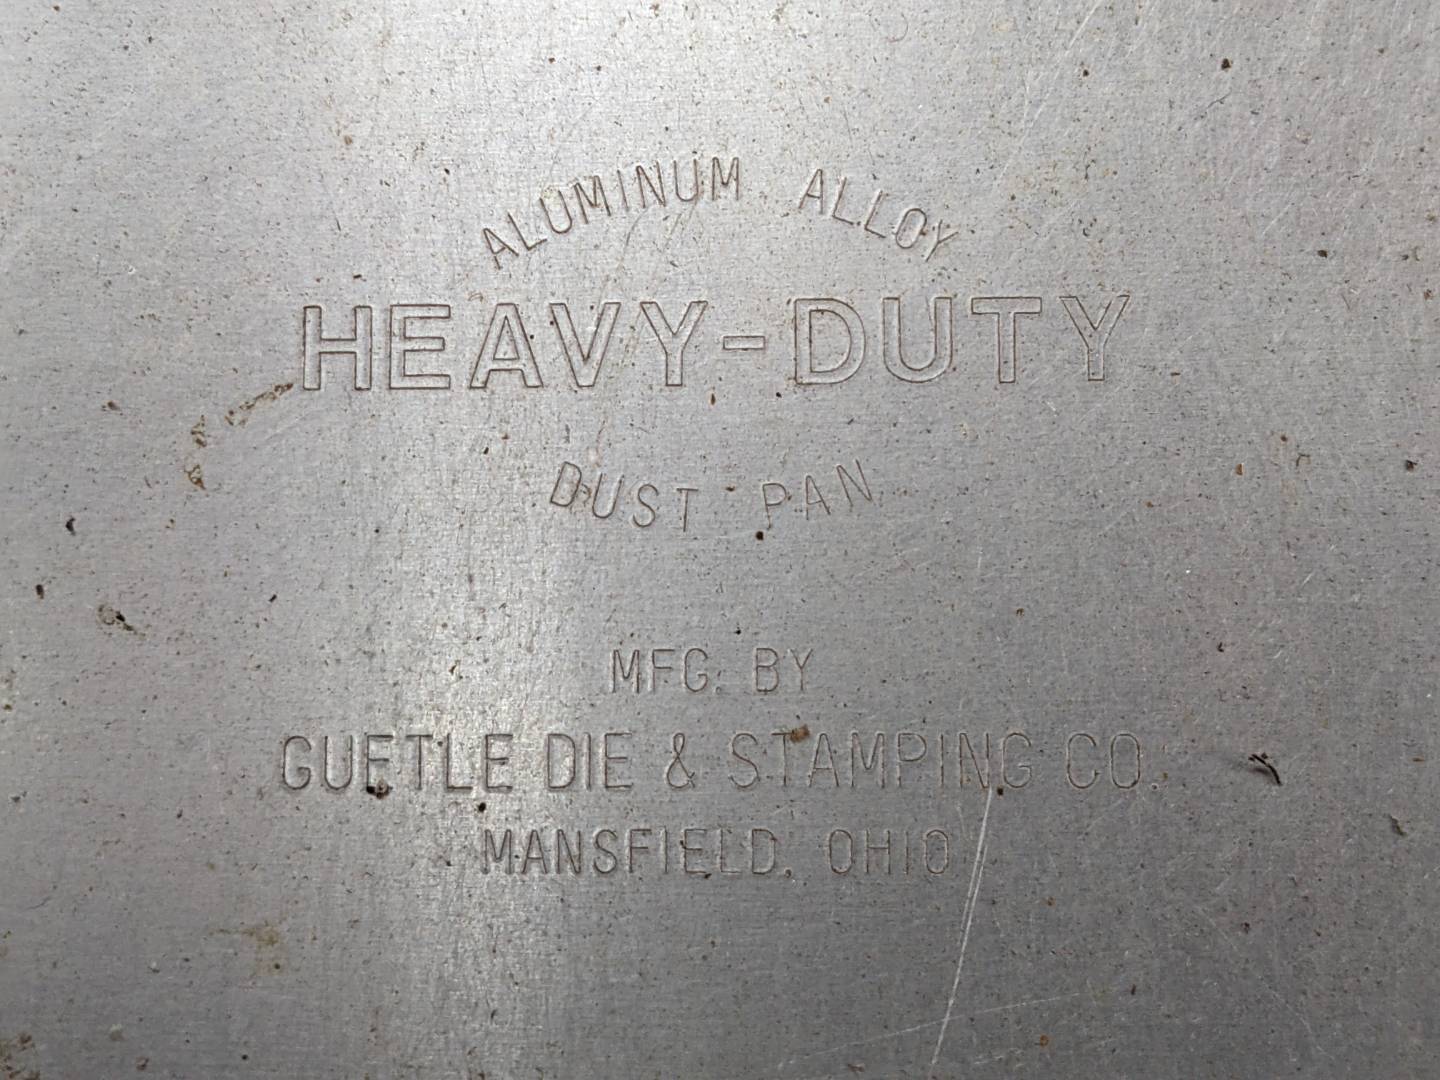 ALUMINUM ALLOY
HEAVY-DUTY
DUST PAN
MFG. BY
GUETLE DIE & STAMPING CO.
MANSFIELD, OHIO